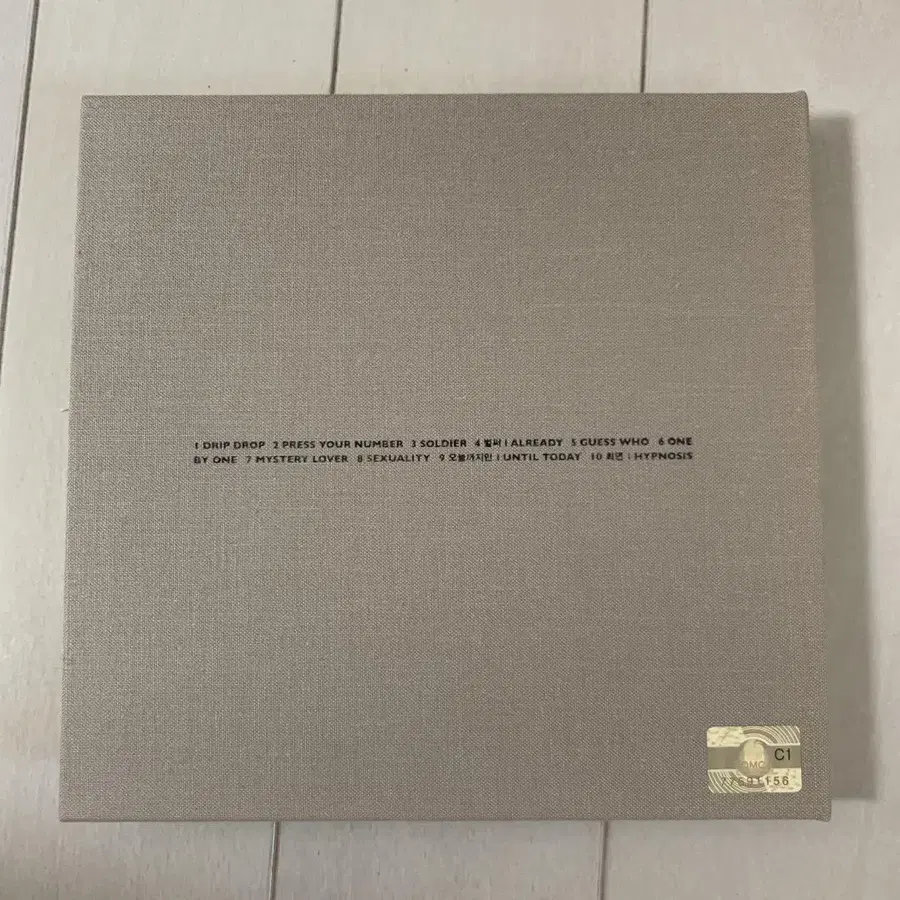 1 DRIP DROP 2 PRESS YOUR NUMBER 3 SOLDIER 4 벌써 | ALREADY 5 GUESS WHO 6 ONE
BY ONE 7 MYSTERY LOVER 8 SEXUALITY 9 오늘까지만 | UNTIL TODAY 10 최면 | HYPNOSIS
C1